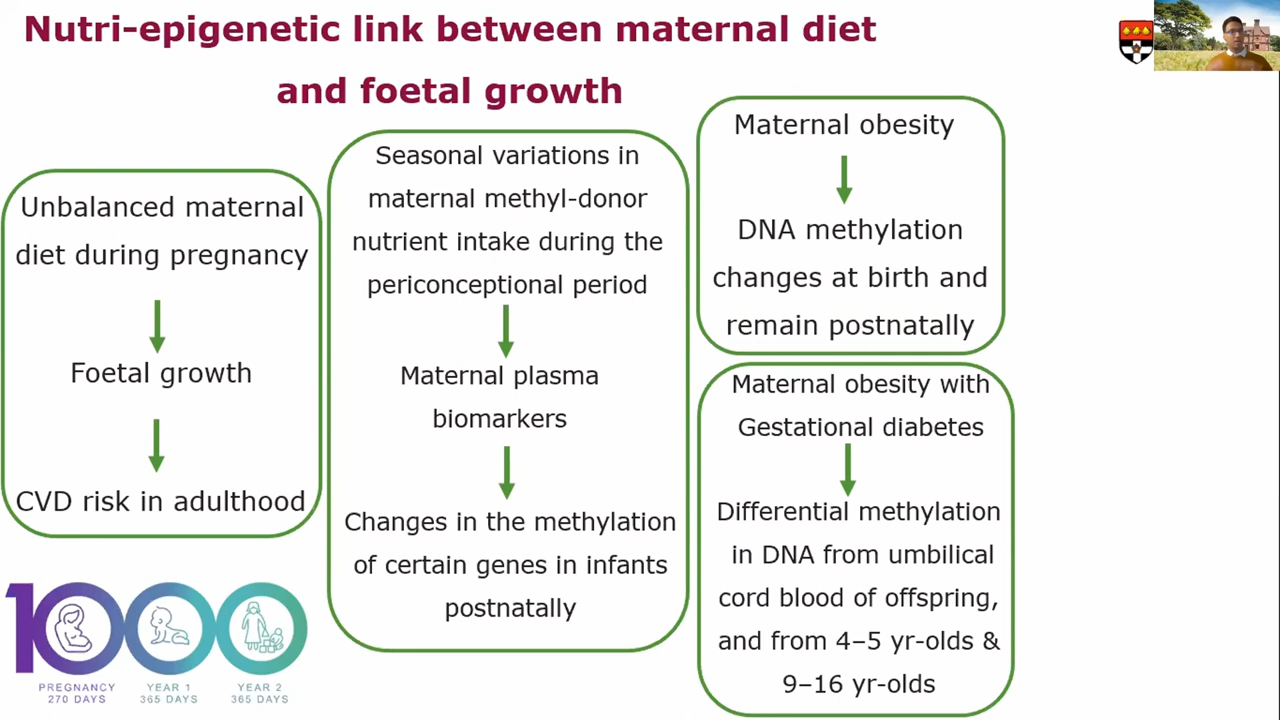 Nutri-epigenetic link between maternal diet
and foetal growth
Unbalanced maternal
diet during pregnancy
Foetal growth
CVD risk in adulthood
Seasonal variations in
maternal methyl-donor
nutrient intake during the
periconceptional period
Maternal plasma
biomarkers
Changes in the methylation
of certain genes in infants
postnatally
Maternal obesity
DNA methylation
changes at birth and
remain postnatally
Maternal obesity with
Gestational diabetes
Differential methylation
in DNA from umbilical
cord blood of offspring,
and from 4–5 yr-olds &
9–16 yr-olds
1000
PREGNANCY
270 DAYS
YEAR 1
365 DAYS
YEAR 2
365 DAYS